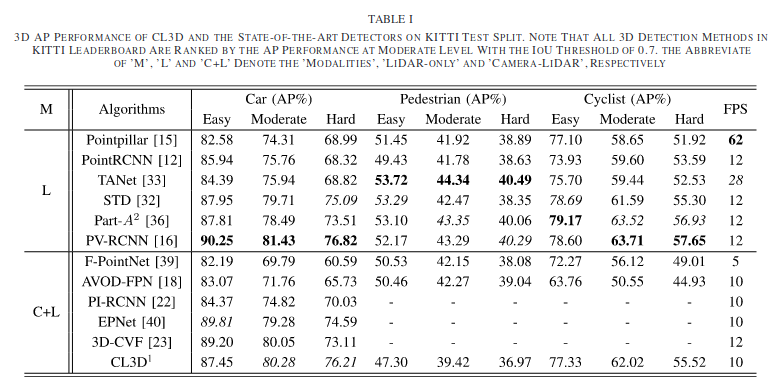 TABLE I
3D AP PERFORMANCE OF CL3D AND THE STATE-OF-THE-ART DETECTORS ON KITTI TEST SPLIT. NOTE THAT ALL 3D DETECTION METHODS IN
KITTI LEADERBOARD ARE RANKED BY THE AP PERFORMANCE AT MODERATE LEVEL WITH THE IOU THRESHOLD OF 0.7. THE ABBREVIATE
OF 'M', 'L' AND 'C+L' DENOTE THE 'MODALITIES', 'LIDAR-ONLY' AND 'CAMERA-LIDAR', RESPECTIVELY
M Algorithms Car (AP%) Pedestrian (AP%) Cyclist (AP%) FPS
Easy Moderate Hard Easy Moderate Hard Easy Moderate Hard
L
Pointpillar [15] 82.58 74.31 68.99 51.45 41.92 38.89 77.10 58.65 51.92 62
PointRCNN [12] 85.94 75.76 68.32 49.43 41.78 38.63 73.93 59.60 53.59 12
TANet [33] 84.39 75.94 68.82 53.72 44.34 40.49 75.70 59.44 52.53 28
STD [32] 87.95 79.71 75.09 53.29 42.47 38.35 78.69 61.59 55.30 12
Part-A² [36] 87.81 78.49 73.51 53.10 43.35 40.06 79.17 63.52 56.93 12
PV-RCNN [16] 90.25 81.43 76.82 52.17 43.29 40.29 78.60 63.71 57.65 12
C+L
F-PointNet [39] 82.19 69.79 60.59 50.53 42.15 38.08 72.27 56.12 49.01 5
AVOD-FPN [18] 83.07 71.76 65.73 50.46 42.27 39.04 63.76 50.55 44.93 10
PI-RCNN [22] 84.37 74.82 70.03 - - - - - - 10
EPNet [40] 89.81 79.28 74.59 - - - - - - 10
3D-CVF [23] 89.20 80.05 73.11 - - - - - - 12
CL3D¹ 87.45 80.28 76.21 47.30 39.42 36.97 77.33 62.02 55.52 10